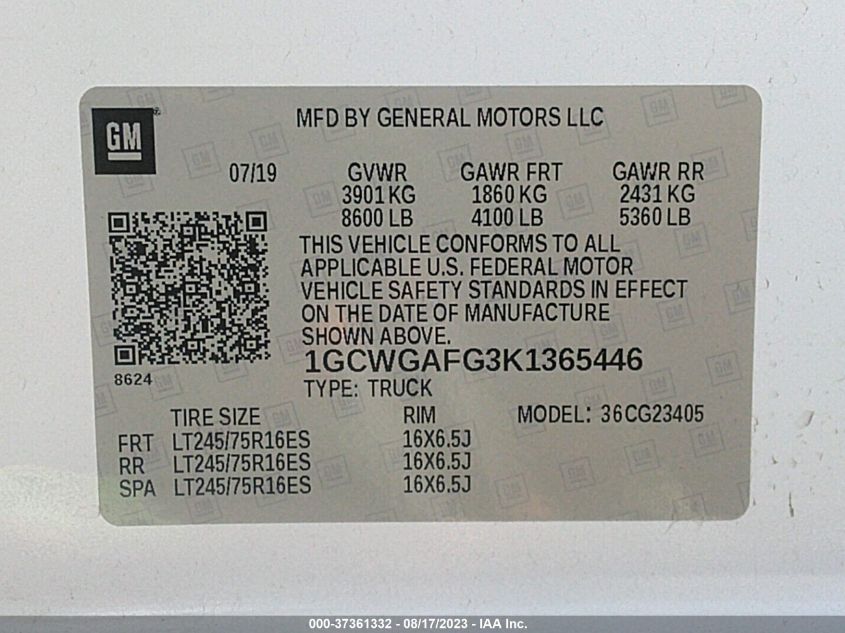 GM
MFD BY GENERAL MOTORS LLC
07/19 GVWR GAWR FRT GAWR RR
3901 KG 1860 KG 2431 KG
8600 LB 4100 LB 5360 LB
THIS VEHICLE CONFORMS TO ALL
APPLICABLE U.S. FEDERAL MOTOR
VEHICLE SAFETY STANDARDS IN EFFECT
ON THE DATE OF MANUFACTURE
SHOWN ABOVE.
1GCWGAFG3K1365446
8624
TYPE: TRUCK
TIRE SIZE RIM MODEL: 36CG23405
FRT LT245/75R16ES 16X6.5J
RR LT245/75R16ES 16X6.5J
SPA LT245/75R16ES 16X6.5J
000-37361332 - 08/17/2023 - IAA Inc.